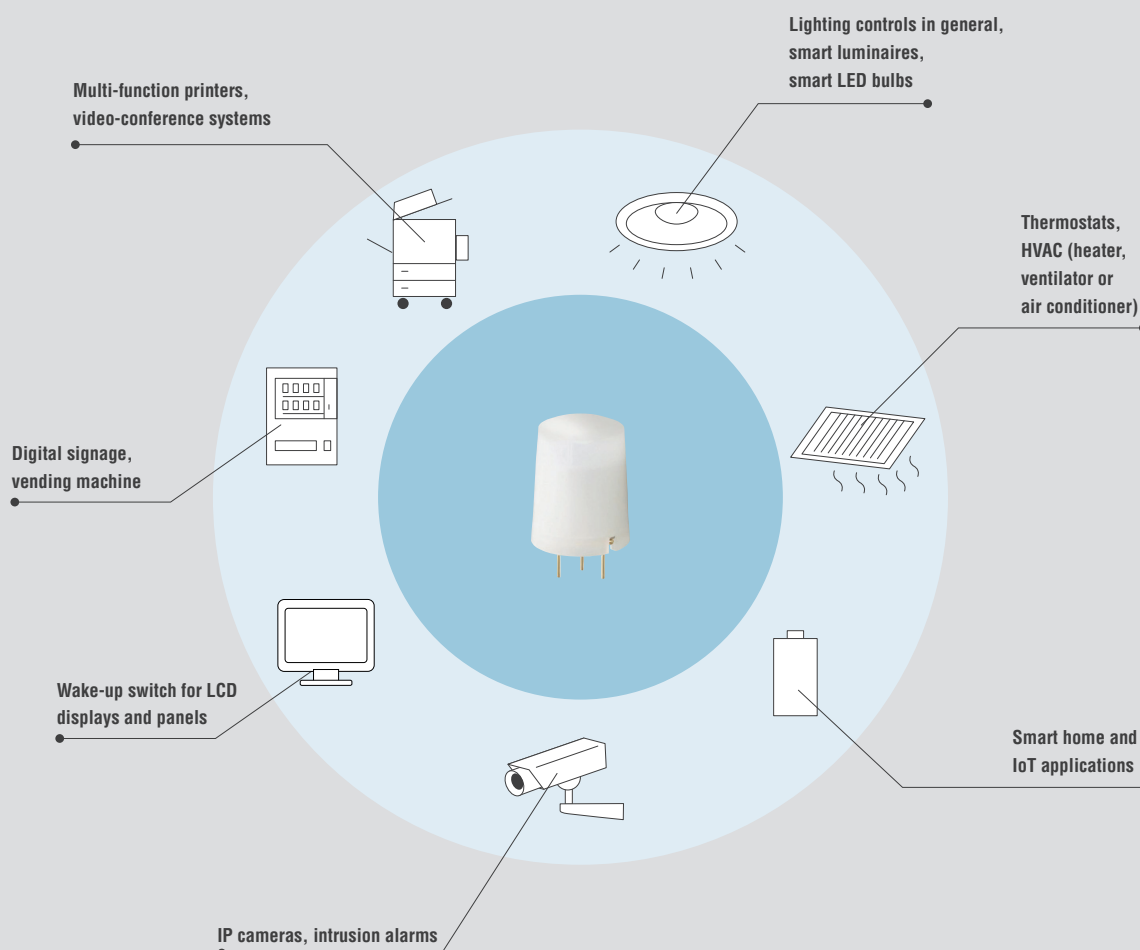 Lighting controls in general,
smart luminaires,
smart LED bulbs
Multi-function printers,
video-conference systems
Thermostats,
HVAC (heater,
ventilator or
air conditioner)
Digital signage,
vending machine
Wake-up switch for LCD
displays and panels
Smart home and
IoT applications
IP cameras, intrusion alarms